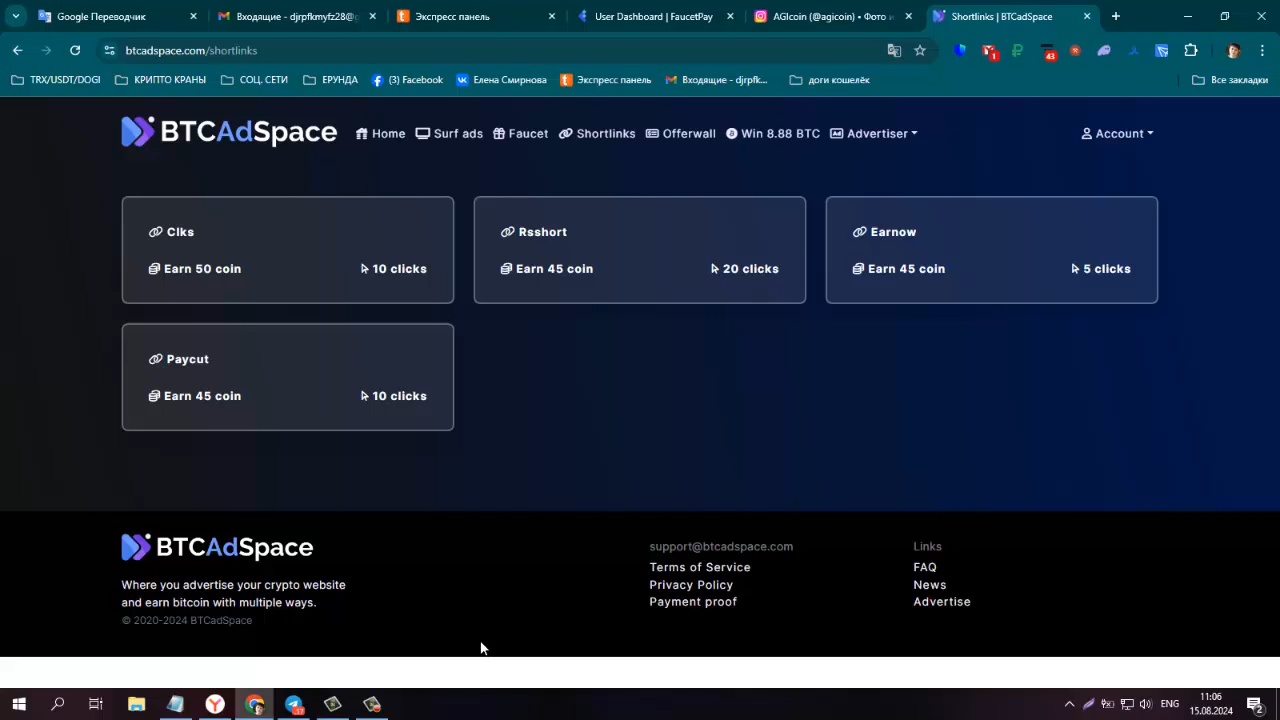 Google Переводчик
Входящие - djrpfkmyfz28@g
Экспресс панель
User Dashboard | FaucetPay
AGIcoin (@agicoin) • Фото и
Shortlinks | BTCAdSpace
btcadspace.com/shortlinks
1
43
TRX/USDT/DOGI
КРИПТО КРАНЫ
СОЦ. СЕТИ
ЕРУНДА
(3) Facebook
Елена Смирнова
Экспресс панель
Входящие - djrpfk...
доги кошелёк
Все закладки
BTCAdSpace
Home
Surf ads
Faucet
Shortlinks
Offerwall
Win 8.88 BTC
Advertiser
Account
Clks
Rsshort
Earnow
Earn 50 coin
10 clicks
Earn 45 coin
20 clicks
Earn 45 coin
5 clicks
Paycut
Earn 45 coin
10 clicks
BTCAdSpace
Where you advertise your crypto website
and earn bitcoin with multiple ways.
© 2020-2024 BTCadSpace
support@btcadspace.com
Terms of Service
Privacy Policy
Payment proof
Links
FAQ
News
Advertise
17
ENG
11:06
15.08.2024
2